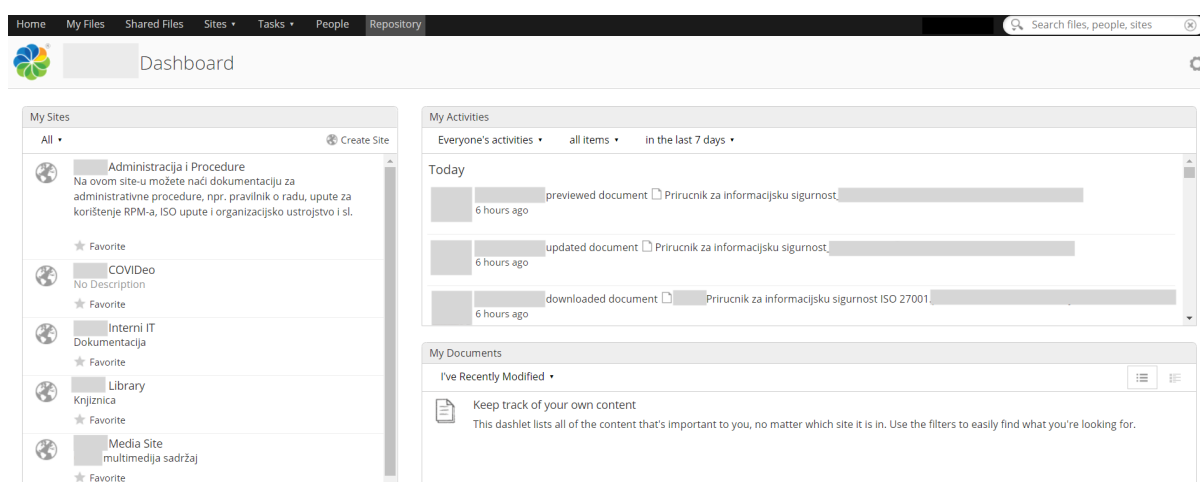 Home My Files Shared Files Sites Tasks People Repository Search files, people, sites
Dashboard
My Sites
All Create Site
Administracija i Procedure
Na ovom site-u možete naći dokumentaciju za
administrativne procedure, npr. pravilnik o radu, upute za
korištenje RPM-a, ISO upute i organizacijsko ustrojstvo i sl.
Favorite
COVIDeo
No Description
Favorite
Interni IT
Dokumentacija
Favorite
Library
Knjiznica
Favorite
Media Site
multimedija sadržaj
Favorite
My Activities
Everyone's activities all items in the last 7 days
Today
previewed document Prirucnik za informacijsku sigurnost_
6 hours ago
updated document Prirucnik za informacijsku sigurnost_
6 hours ago
downloaded document Prirucnik za informacijsku sigurnost ISO 27001.
6 hours ago
My Documents
I've Recently Modified
Keep track of your own content
This dashlet lists all of the content that's important to you, no matter which site it is in. Use the filters to easily find what you're looking for.